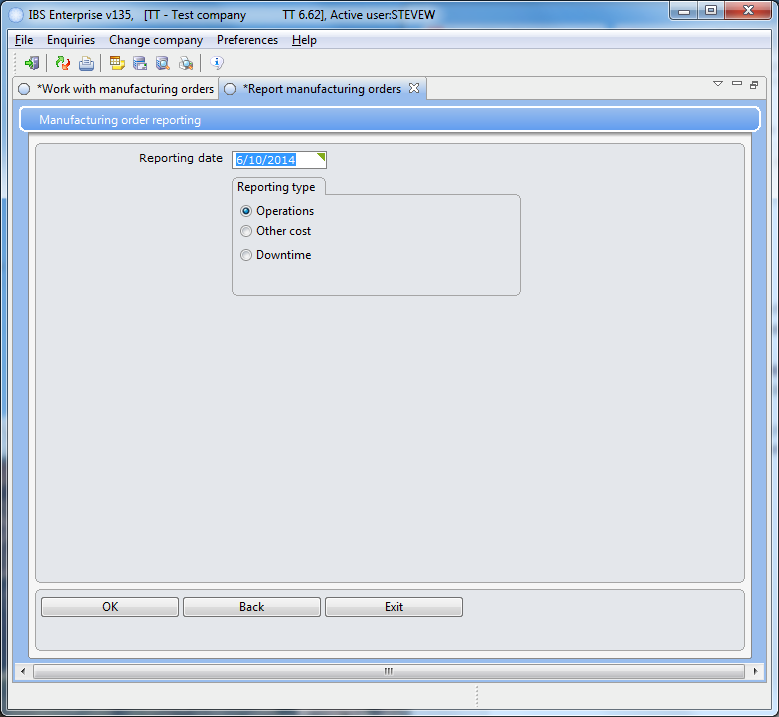 IBS Enterprise v135, [TT - Test company TT 6.62], Active user:STEVEW
File Enquiries Change company Preferences Help
*Work with manufacturing orders *Report manufacturing orders
Manufacturing order reporting
Reporting date 6/10/2014
Reporting type
Operations
Other cost
Downtime
OK Back Exit